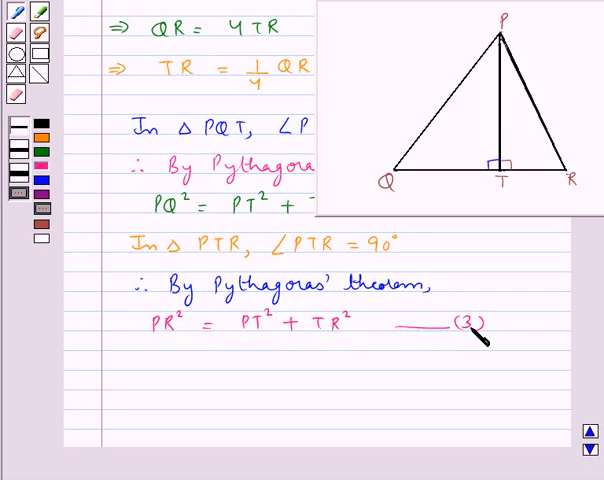 ⇒ QR = 4TR
⇒ TR = 1/4 QR
In △ PQT, ∠P
∴ By Pythagora
PQ² = PT² +
In △ PTR, ∠PTR = 90°
∴ By Pythagoras' theorem,
PR² = PT² + TR² ——— (3)
P
Q T R